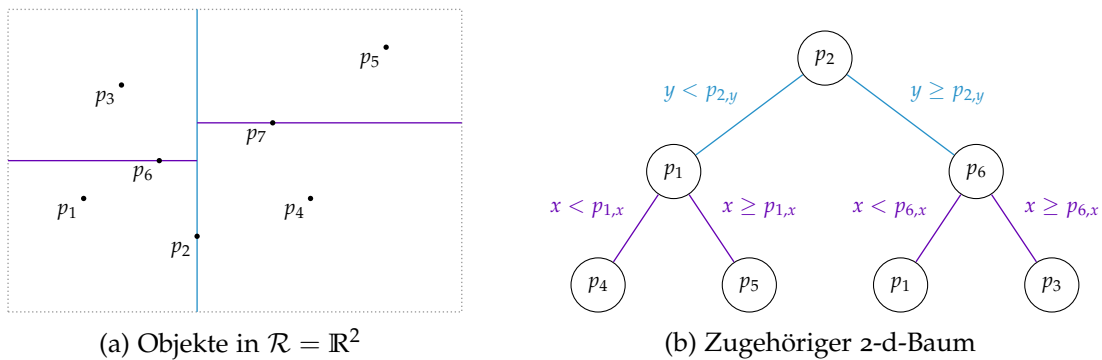 p₅
p₃
p₇
p₆
p₁
p₄
p₂
(a) Objekte in ℛ = ℝ²
p₂
y < p₂,y y ≥ p₂,y
p₁ p₆
x < p₁,x x ≥ p₁,x x < p₆,x x ≥ p₆,x
p₄ p₅ p₁ p₃
(b) Zugehöriger 2-d-Baum